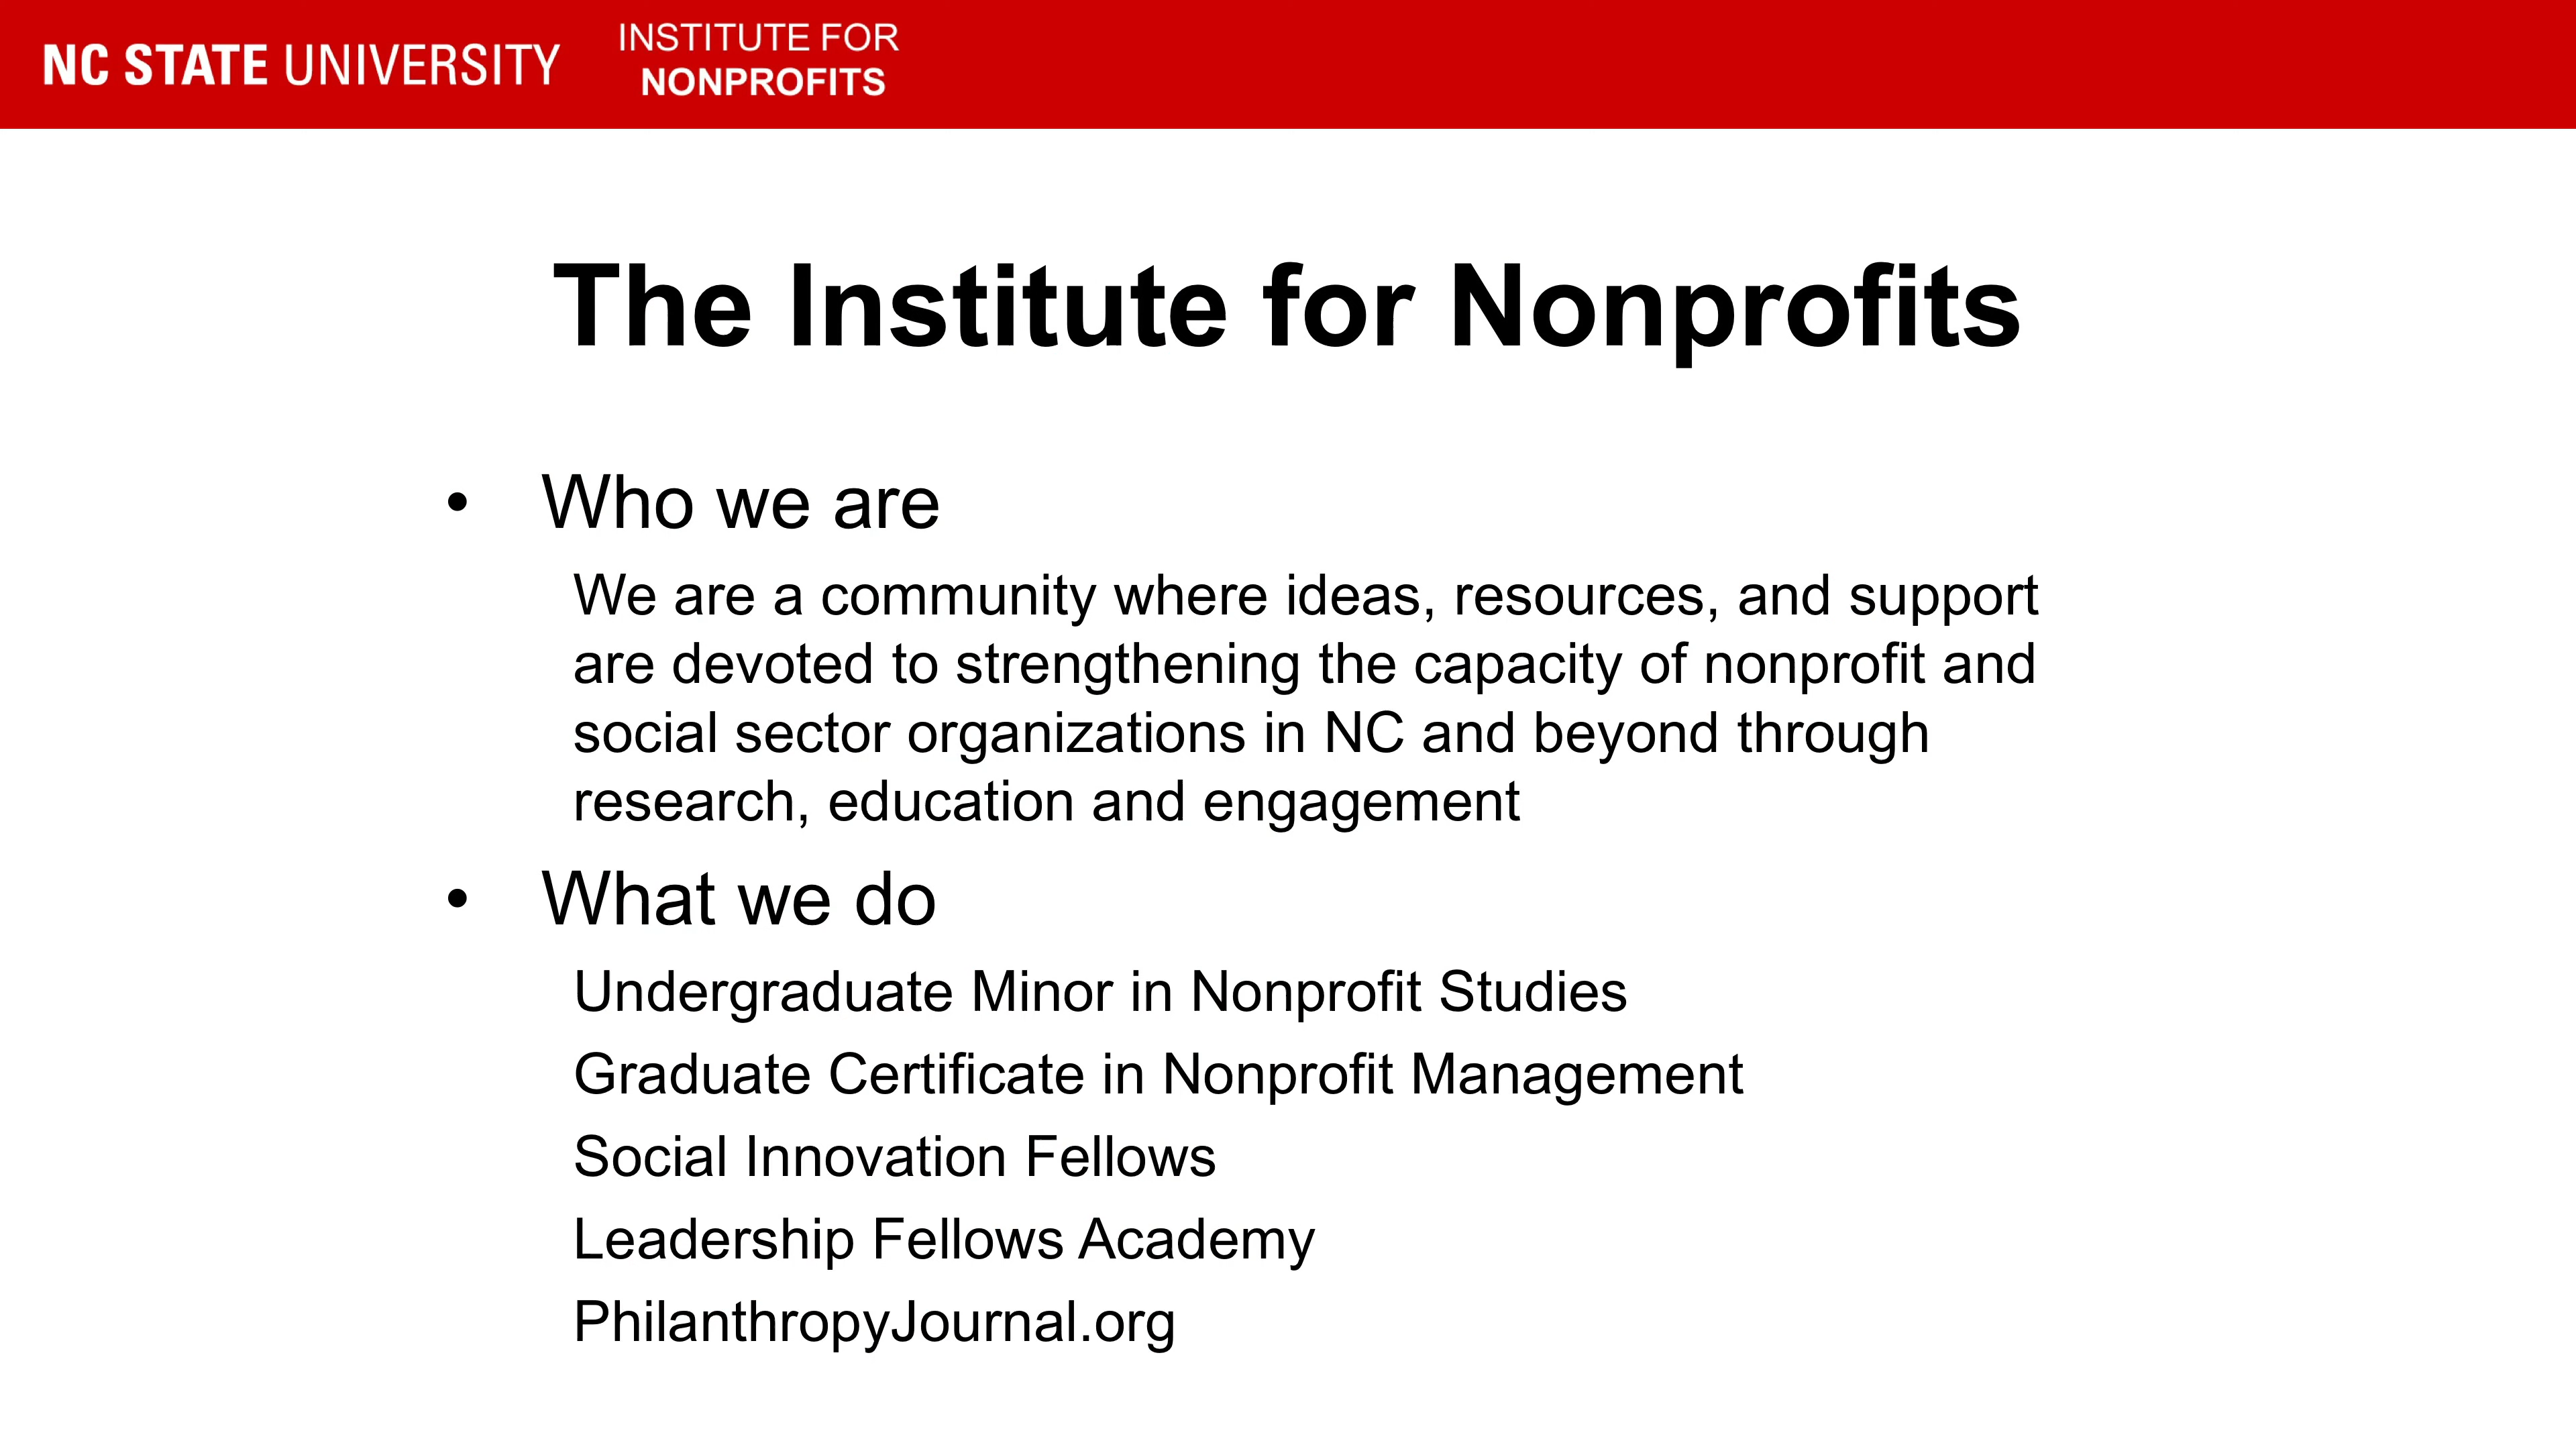 NC STATE UNIVERSITY
INSTITUTE FOR
NONPROFITS
The Institute for Nonprofits
• Who we are
We are a community where ideas, resources, and support
are devoted to strengthening the capacity of nonprofit and
social sector organizations in NC and beyond through
research, education and engagement
• What we do
Undergraduate Minor in Nonprofit Studies
Graduate Certificate in Nonprofit Management
Social Innovation Fellows
Leadership Fellows Academy
PhilanthropyJournal.org